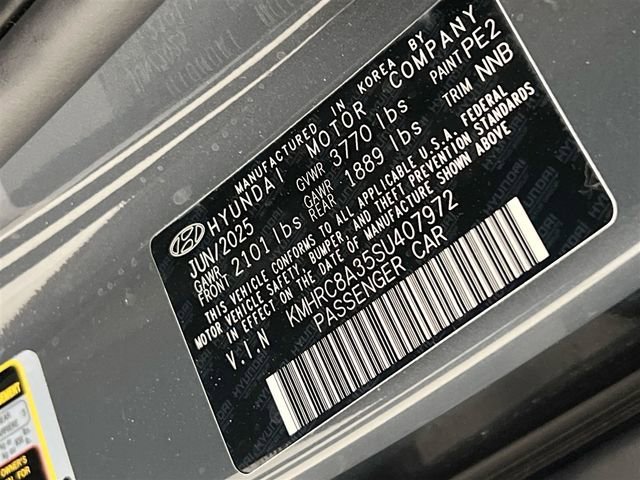 MANUFACTURED IN KOREA BY
HYUNDAI MOTOR COMPANY
JUN/2025 GVWR 3770 lbs PAINT PE2
GAWR FRONT 2101 lbs GAWR REAR 1889 lbs TRIM NNB
THIS VEHICLE CONFORMS TO ALL APPLICABLE U.S.A. FEDERAL
MOTOR VEHICLE SAFETY, BUMPER, AND THEFT PREVENTION STANDARDS
IN EFFECT ON THE DATE OF MANUFACTURE SHOWN ABOVE.
VIN KMHRC8A35SU407972
PASSENGER CAR